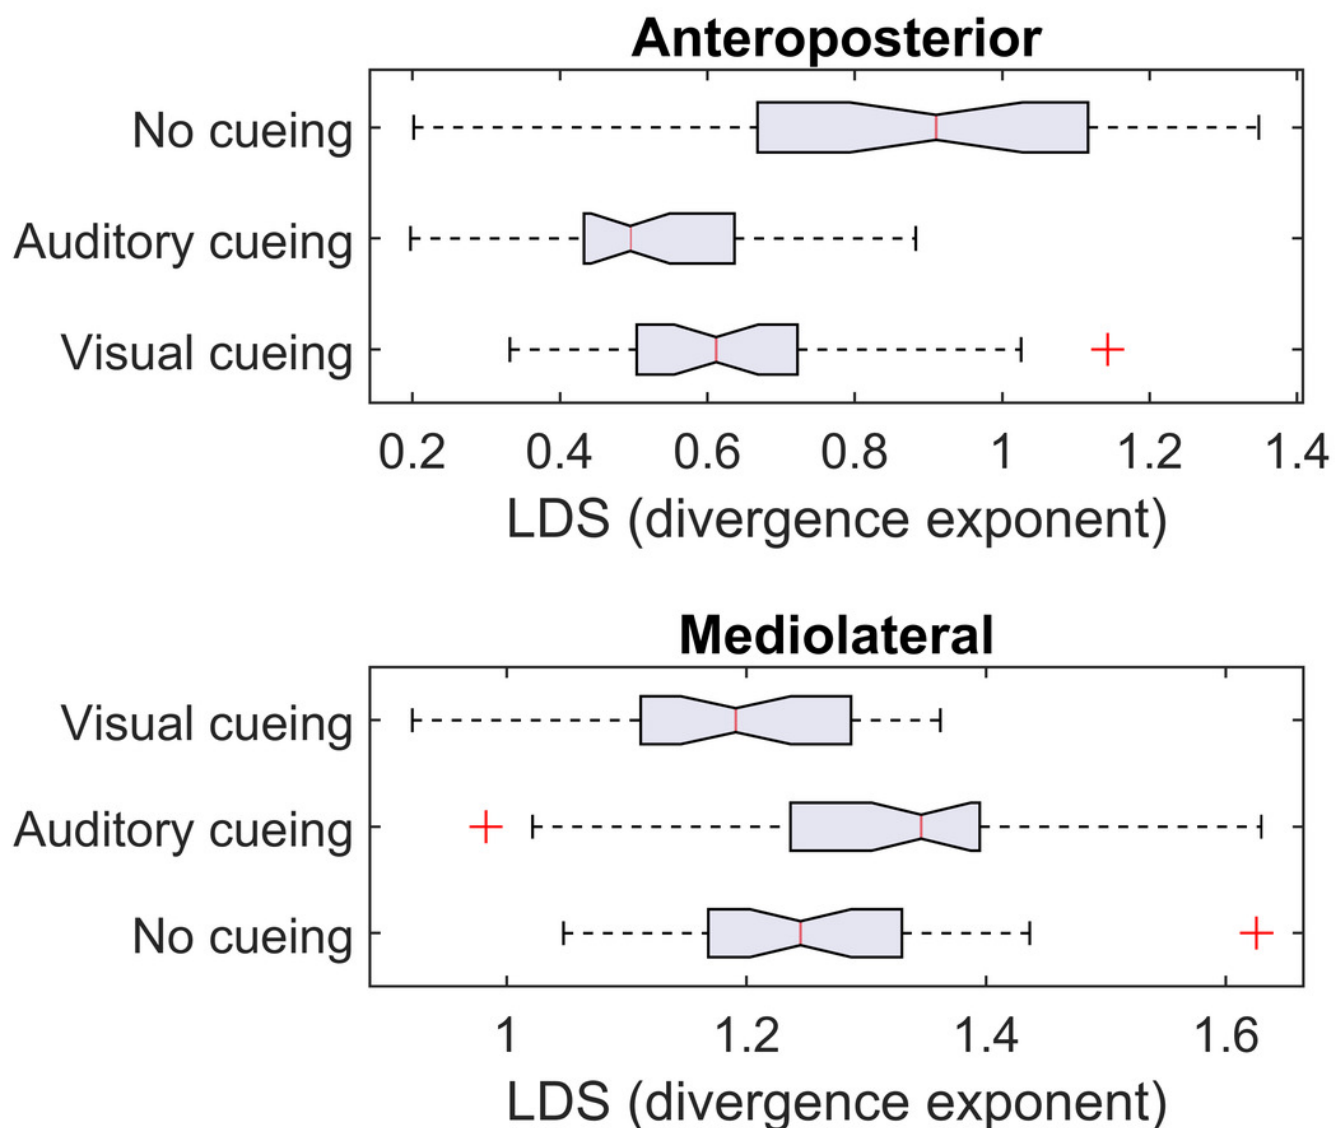 Anteroposterior
No cueing
Auditory cueing
Visual cueing
0.2 0.4 0.6 0.8 1 1.2 1.4
LDS (divergence exponent)
Mediolateral
Visual cueing
Auditory cueing
No cueing
1 1.2 1.4 1.6
LDS (divergence exponent)